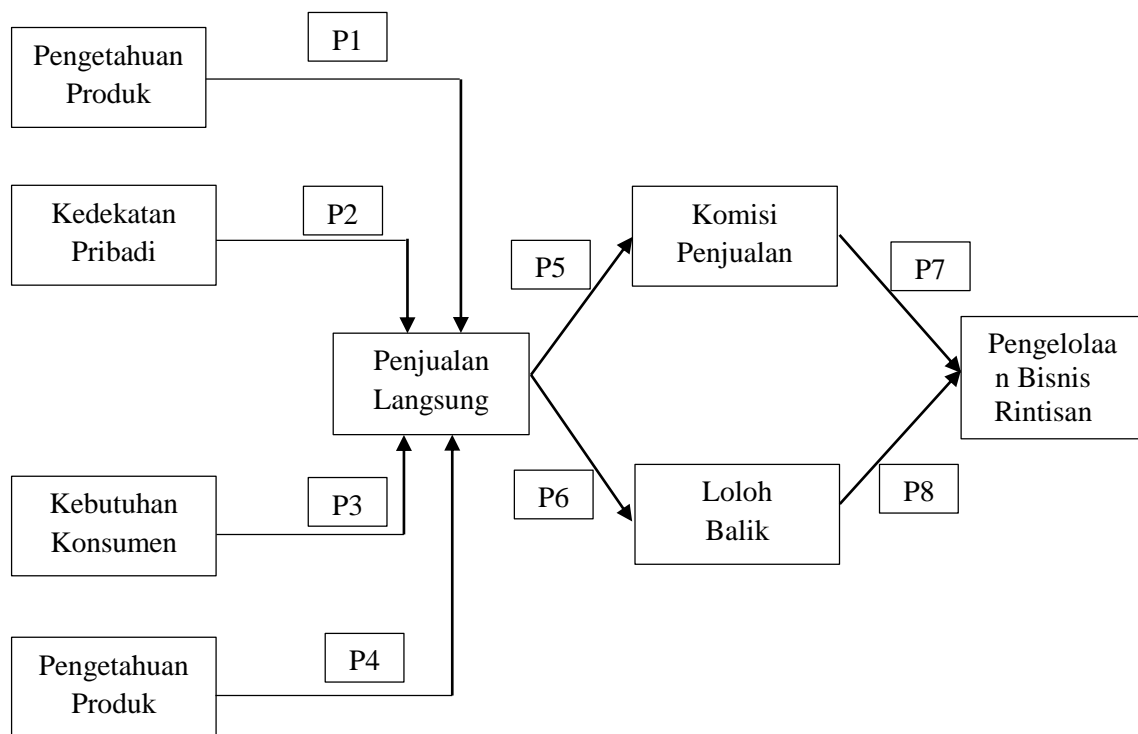 Pengetahuan
Produk
P1
Kedekatan
Pribadi
P2
Kebutuhan
Konsumen
P3
Pengetahuan
Produk
P4
Penjualan
Langsung
P5
P6
Komisi
Penjualan
Loloh
Balik
P7
P8
Pengelolaa
n Bisnis
Rintisan